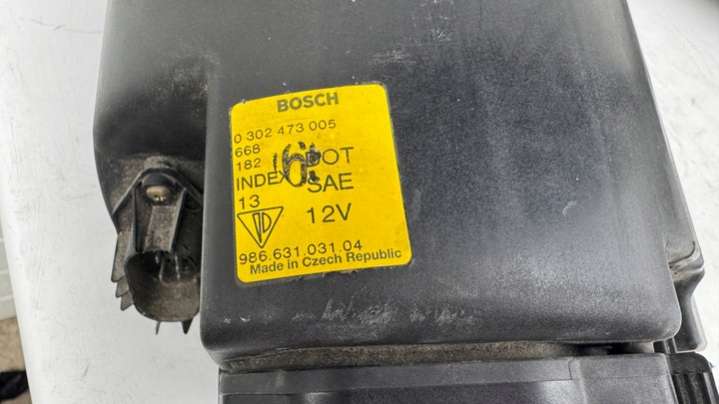 BOSCH
0 302 473 005
668
182
DOT
INDEX
SAE
13
12V
986.631.031.04
Made in Czech Republic